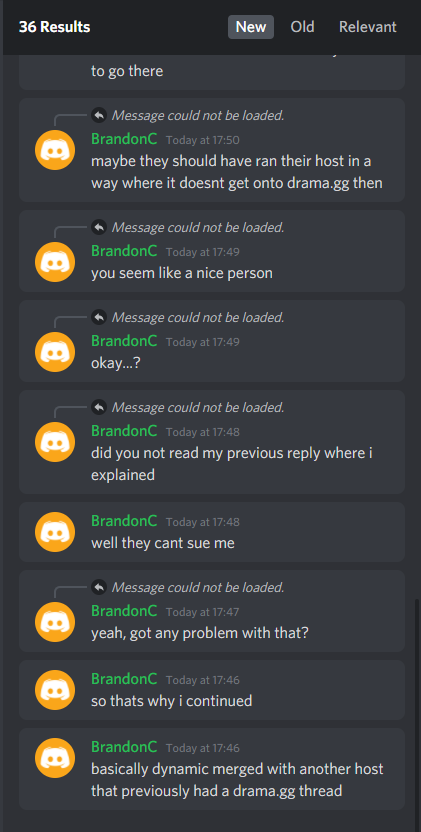 36 Results
New
Old
Relevant
to go there
Message could not be loaded.
BrandonC Today at 17:50
maybe they should have ran their host in a
way where it doesnt get onto drama.gg then
Message could not be loaded.
BrandonC Today at 17:49
you seem like a nice person
Message could not be loaded.
BrandonC Today at 17:49
okay...?
Message could not be loaded.
BrandonC Today at 17:48
did you not read my previous reply where i
explained
BrandonC Today at 17:48
well they cant sue me
Message could not be loaded.
BrandonC Today at 17:47
yeah, got any problem with that?
BrandonC Today at 17:46
so thats why i continued
BrandonC Today at 17:46
basically dynamic merged with another host
that previously had a drama.gg thread